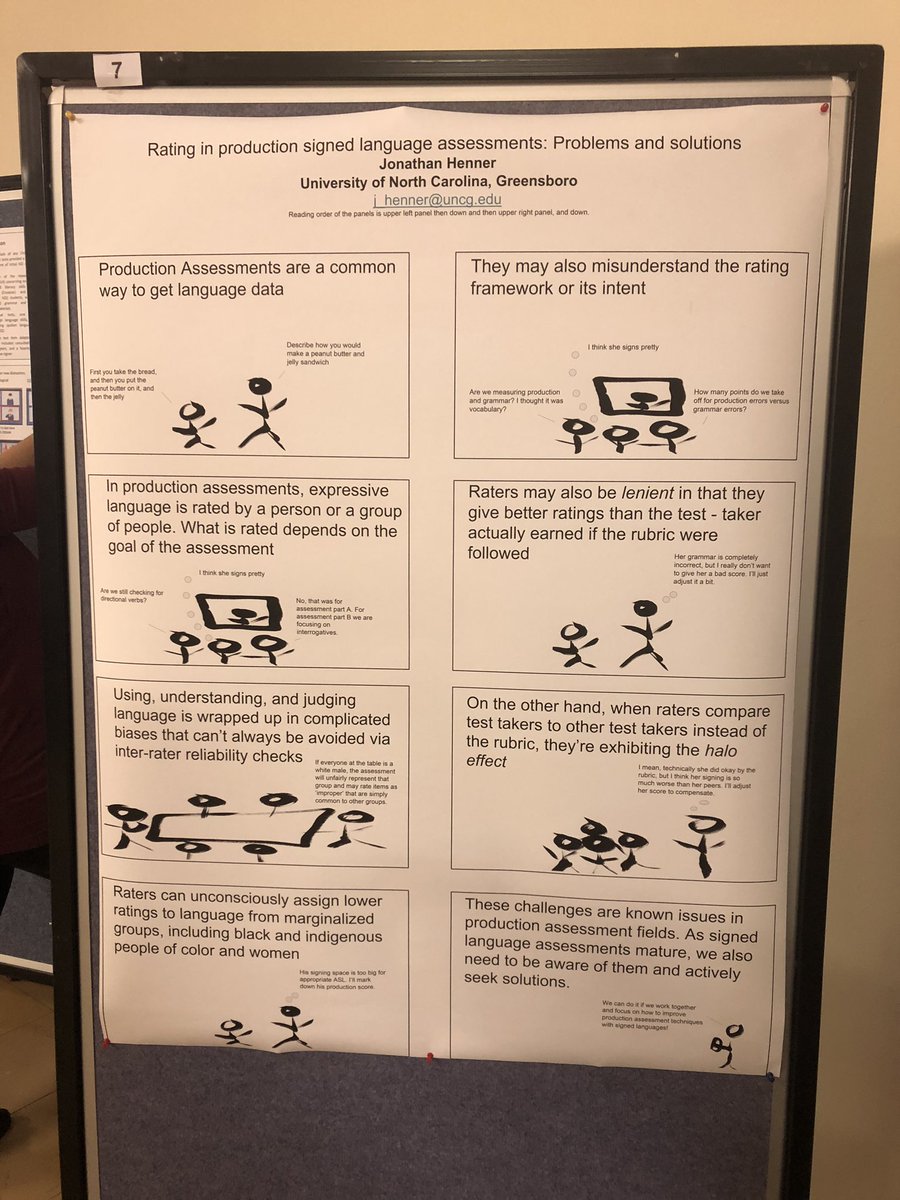 7
Rating in production signed language assessments: Problems and solutions
Jonathan Henner
University of North Carolina, Greensboro
j_henner@uncg.edu
Reading order of the panels is upper left panel then down and then upper right panel, and down.
Production Assessments are a common
way to get language data
Describe how you would
make a peanut butter and
jelly sandwich
First you take the bread,
and then you put the
peanut butter on it, and
then the jelly
In production assessments, expressive
language is rated by a person or a group
of people. What is rated depends on the
goal of the assessment
I think she signs pretty
Are we still checking for
directional verbs?
No, that was for
assessment part A. For
assessment part B we are
focusing on
interrogatives.
Using, understanding, and judging
language is wrapped up in complicated
biases that can't always be avoided via
inter-rater reliability checks
If everyone at the table is a
white male, the assessment
will unfairly represent that
group and may rate items as
'improper' that are simply
common to other groups.
Raters can unconsciously assign lower
ratings to language from marginalized
groups, including black and indigenous
people of color and women
His signing space is too big for
appropriate ASL. I'll mark
down his production score.
They may also misunderstand the rating
framework or its intent
I think she signs pretty
Are we measuring production
and grammar? I thought it was
vocabulary?
How many points do we take
off for production errors versus
grammar errors?
Raters may also be lenient in that they
give better ratings than the test - taker
actually earned if the rubric were
followed
Her grammar is completely
incorrect, but I really don't want
to give her a bad score. I'll just
adjust it a bit.
On the other hand, when raters compare
test takers to other test takers instead of
the rubric, they're exhibiting the halo
effect
I mean, technically she did okay by the
rubric, but I think her signing is so
much worse than her peers. I'll adjust
her score to compensate.
These challenges are known issues in
production assessment fields. As signed
language assessments mature, we also
need to be aware of them and actively
seek solutions.
We can do it if we work together
and focus on how to improve
production assessment techniques
with signed languages!